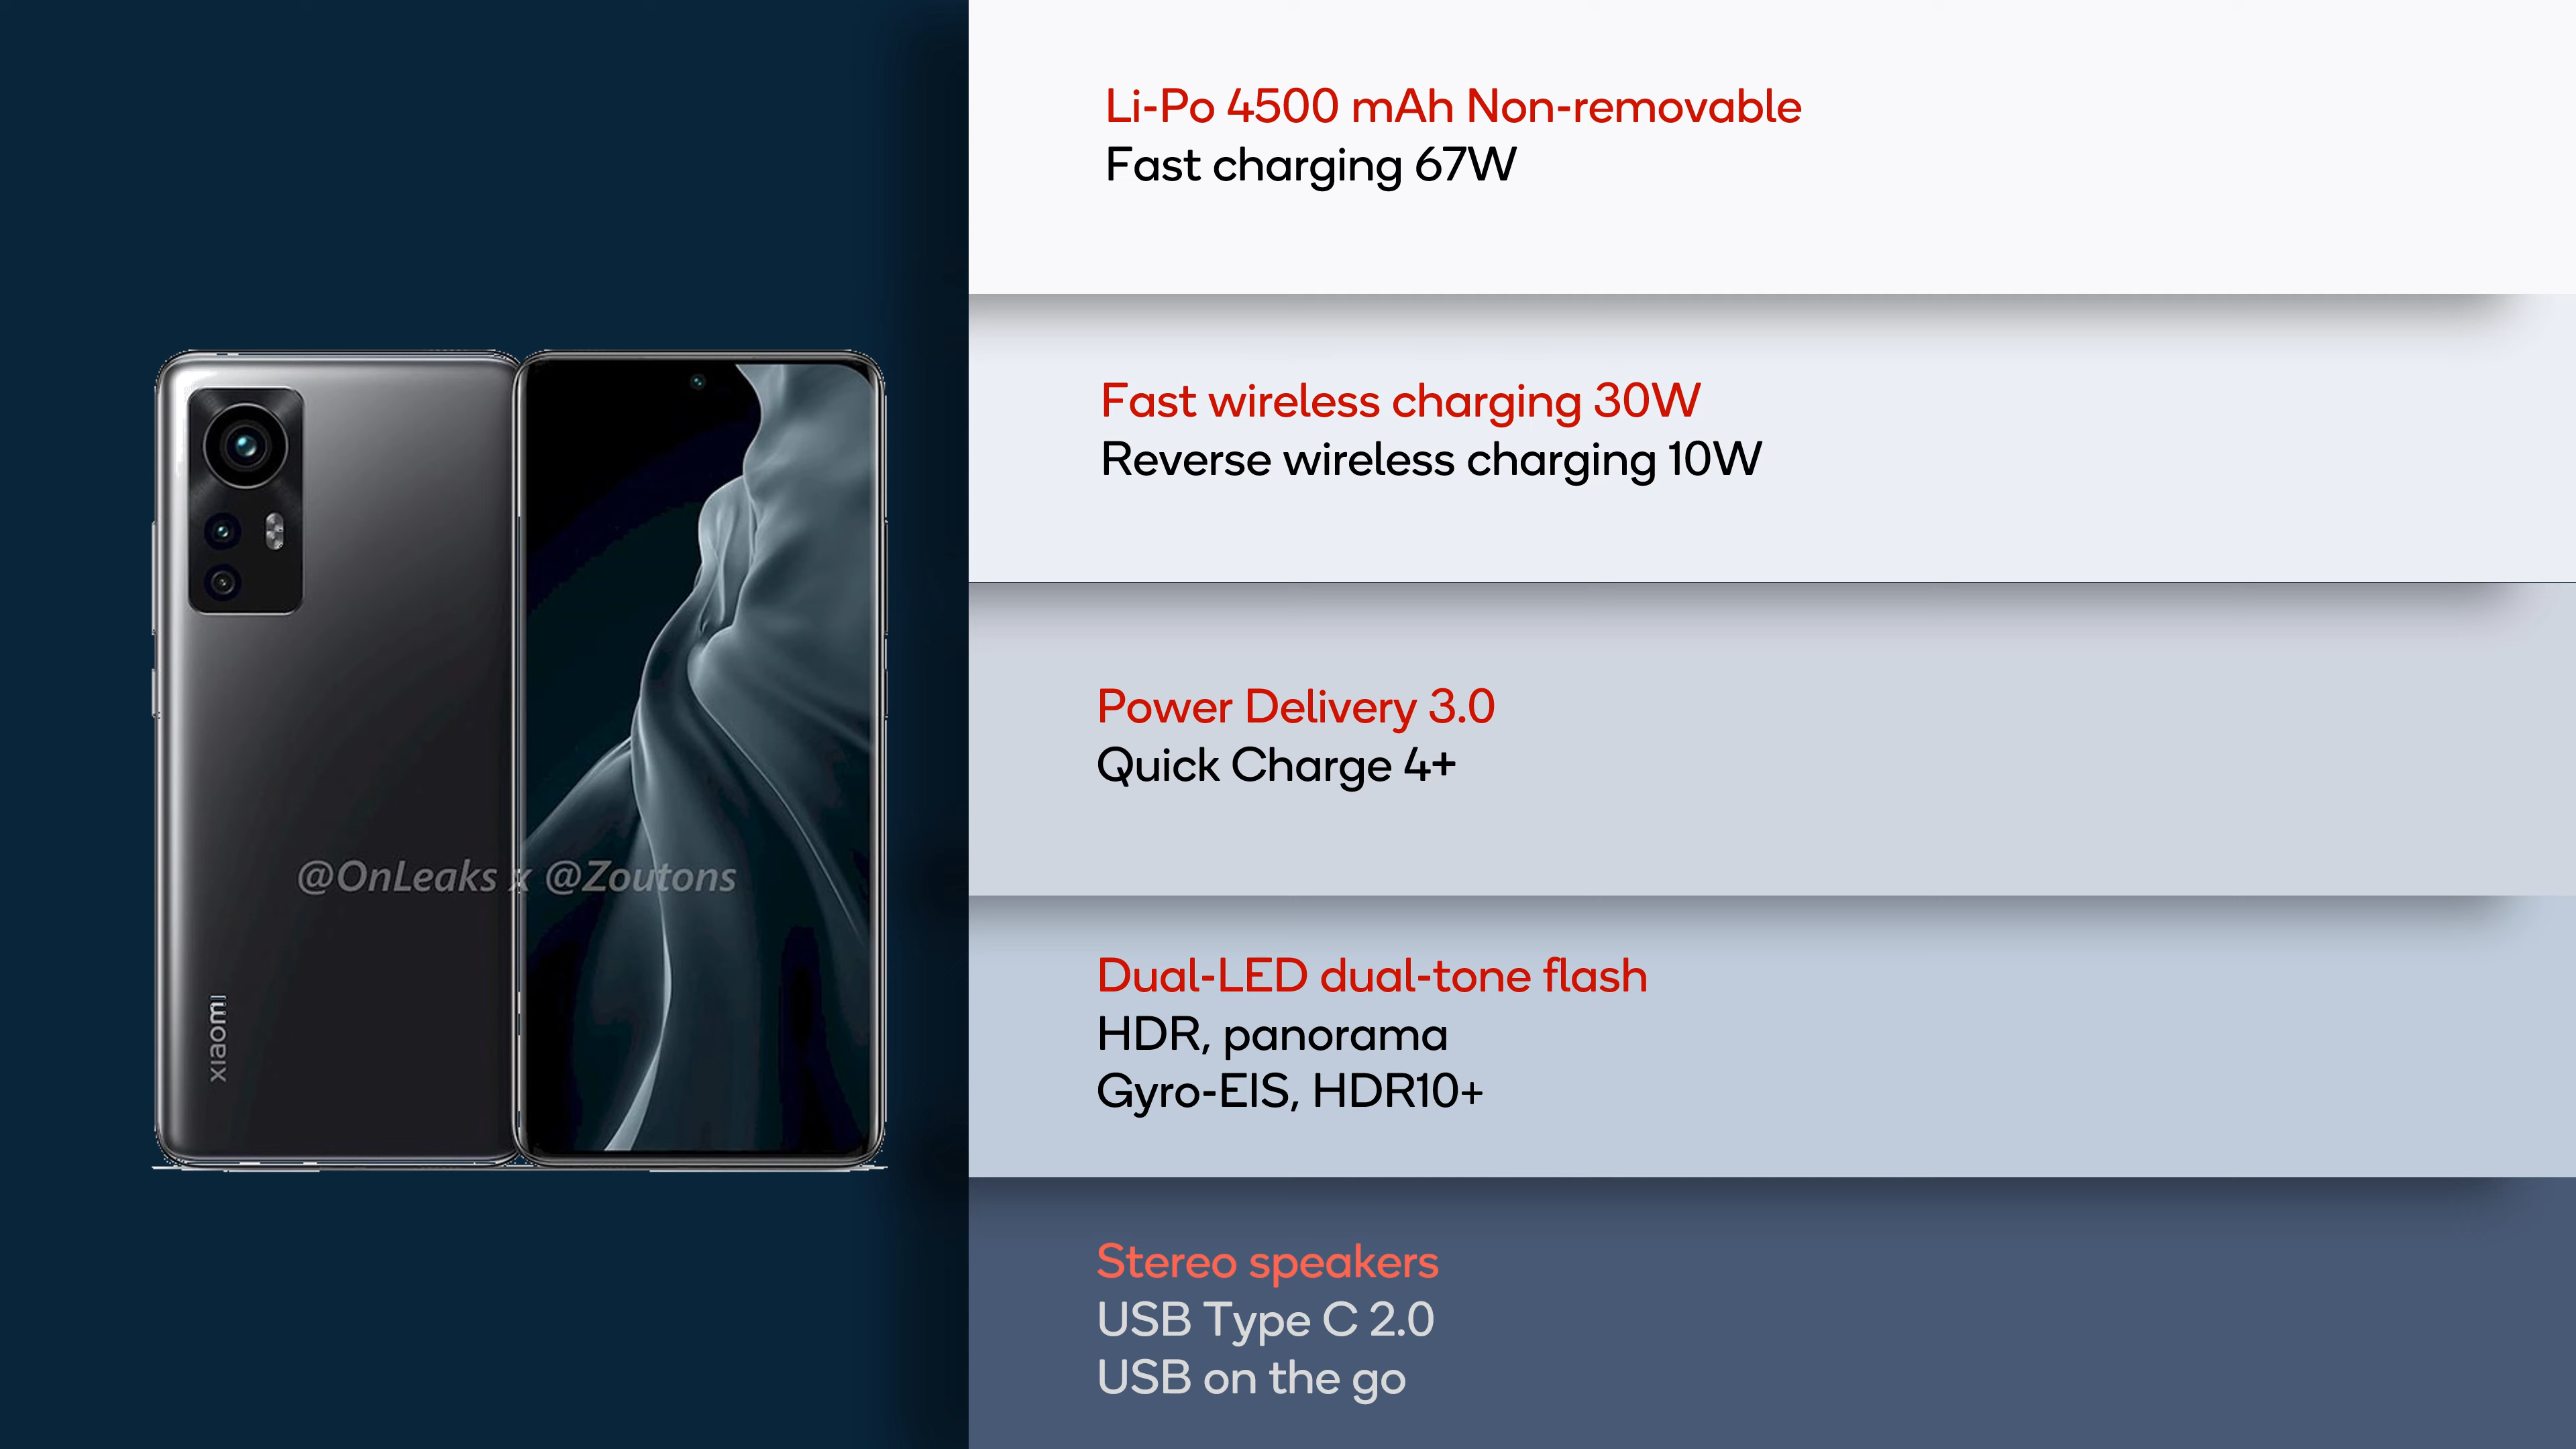 Li-Po 4500 mAh Non-removable
Fast charging 67W
Fast wireless charging 30W
Reverse wireless charging 10W
Power Delivery 3.0
Quick Charge 4+
Dual-LED dual-tone flash
HDR, panorama
Gyro-EIS, HDR10+
Stereo speakers
USB Type C 2.0
USB on the go
@OnLeaks x @Zoutons
xiaomi